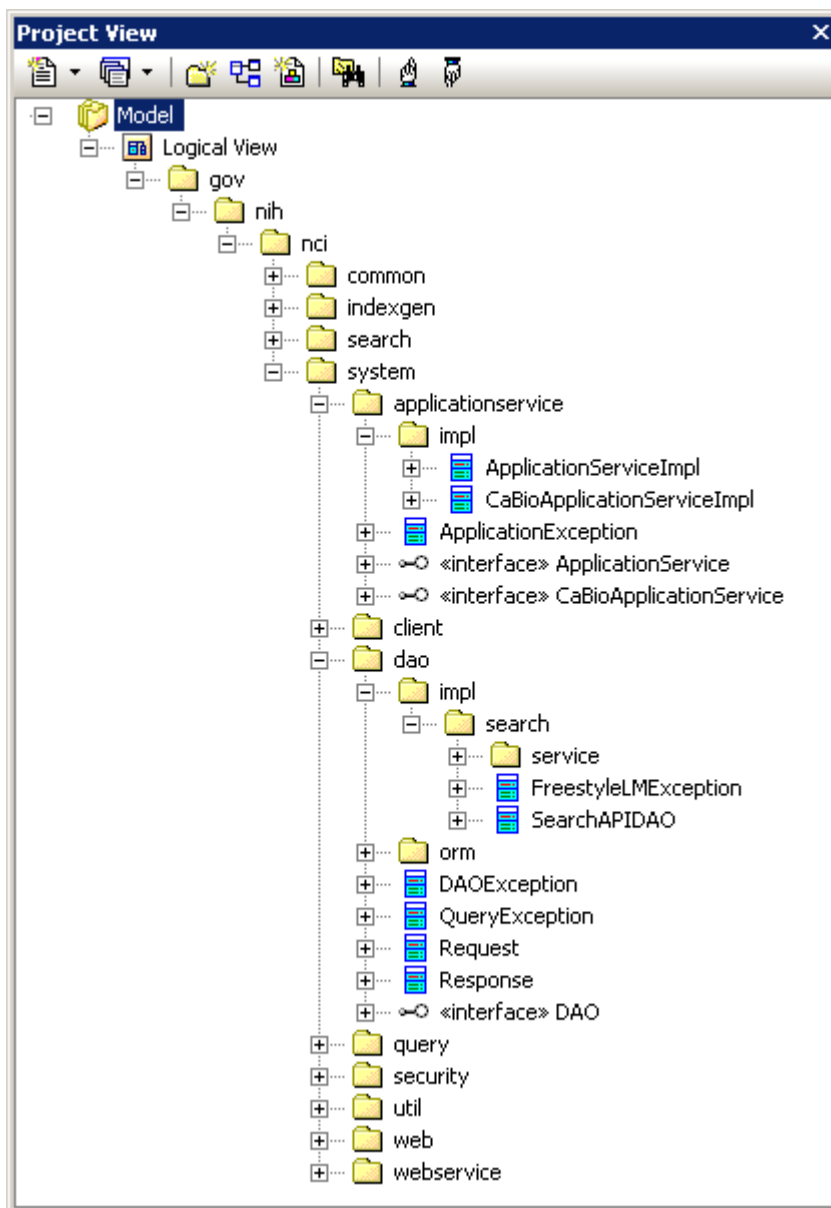 Project View
Model
Logical View
gov
nih
nci
common
indexgen
search
system
applicationservice
impl
ApplicationServiceImpl
CaBioApplicationServiceImpl
ApplicationException
«interface» ApplicationService
«interface» CaBioApplicationService
client
dao
impl
search
service
FreestyleLMException
SearchAPIDAO
orm
DAOException
QueryException
Request
Response
«interface» DAO
query
security
util
web
webservice